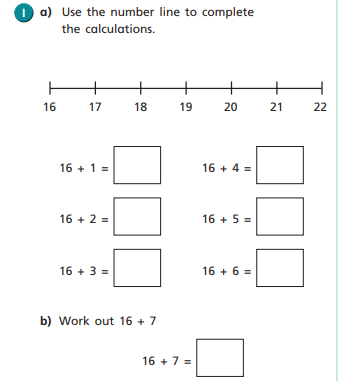 1 a) Use the number line to complete
the calculations.
16 17 18 19 20 21 22
16 + 1 = 16 + 4 =
16 + 2 = 16 + 5 =
16 + 3 = 16 + 6 =
b) Work out 16 + 7
16 + 7 =